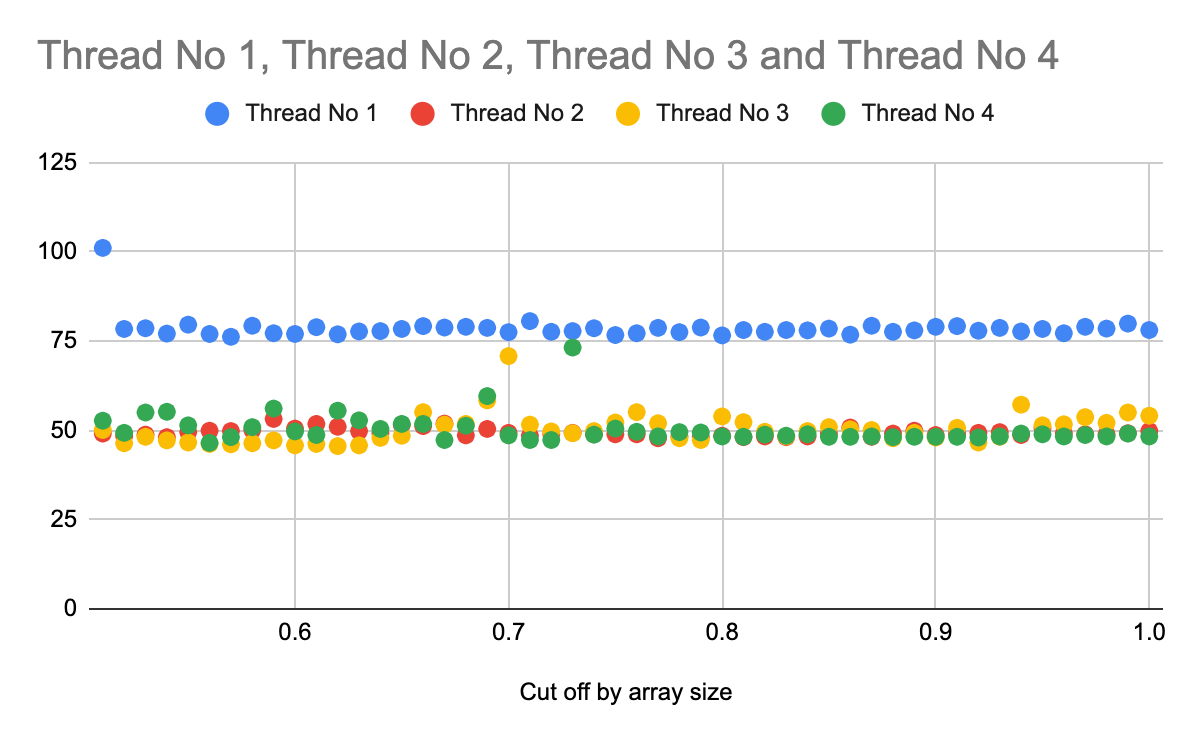 Thread No 1, Thread No 2, Thread No 3 and Thread No 4
Thread No 1 Thread No 2 Thread No 3 Thread No 4
125
100
75
50
25
0
0.6 0.7 0.8 0.9 1.0
Cut off by array size